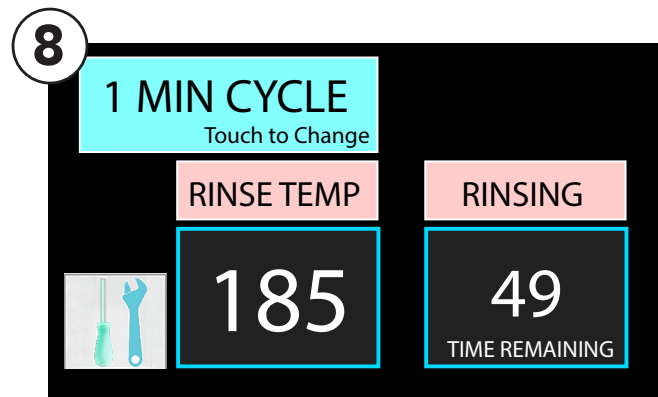 8
1 MIN CYCLE
Touch to Change
RINSE TEMP
RINSING
185
49
TIME REMAINING